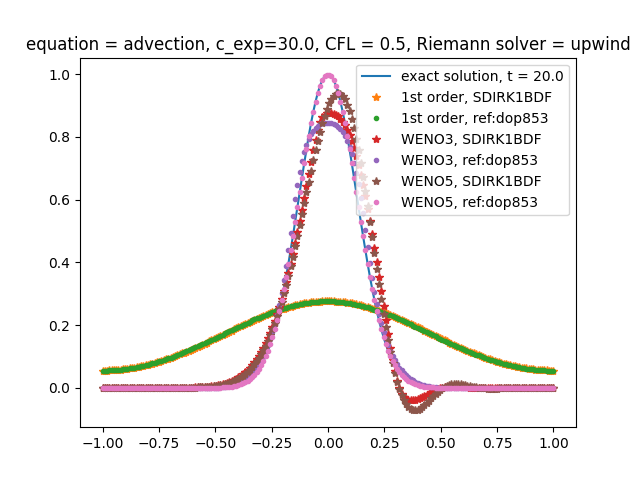 equation = advection, c_exp=30.0, CFL = 0.5, Riemann solver = upwind
exact solution, t = 20.0
1st order, SDIRK1BDF
1st order, ref:dop853
WENO3, SDIRK1BDF
WENO3, ref:dop853
WENO5, SDIRK1BDF
WENO5, ref:dop853
1.0
0.8
0.6
0.4
0.2
0.0
−1.00 −0.75 −0.50 −0.25 0.00 0.25 0.50 0.75 1.00